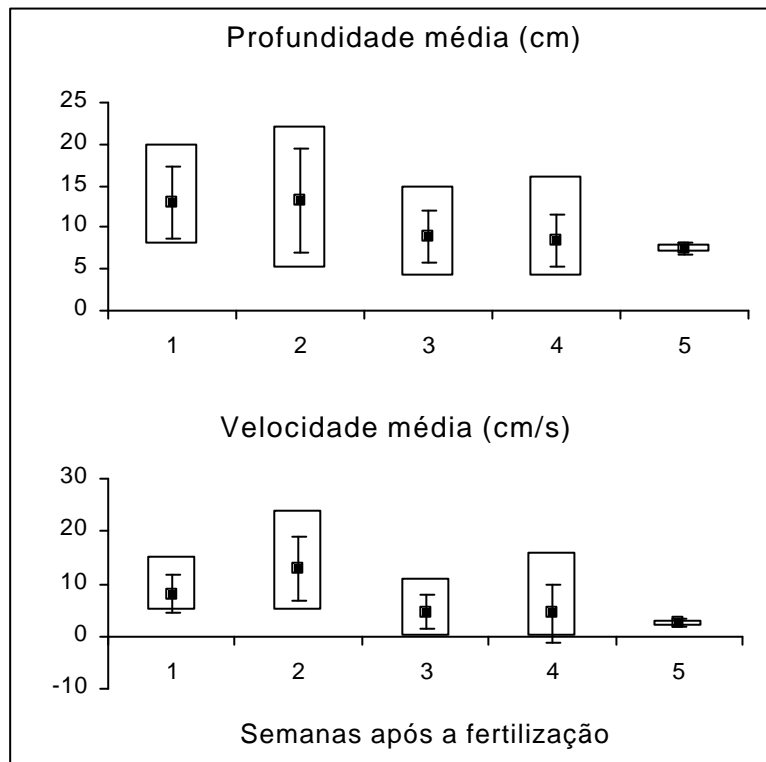 Profundidade média (cm)
25
20
15
10
5
0
1 2 3 4 5
Velocidade média (cm/s)
30
20
10
0
-10
1 2 3 4 5
Semanas após a fertilização